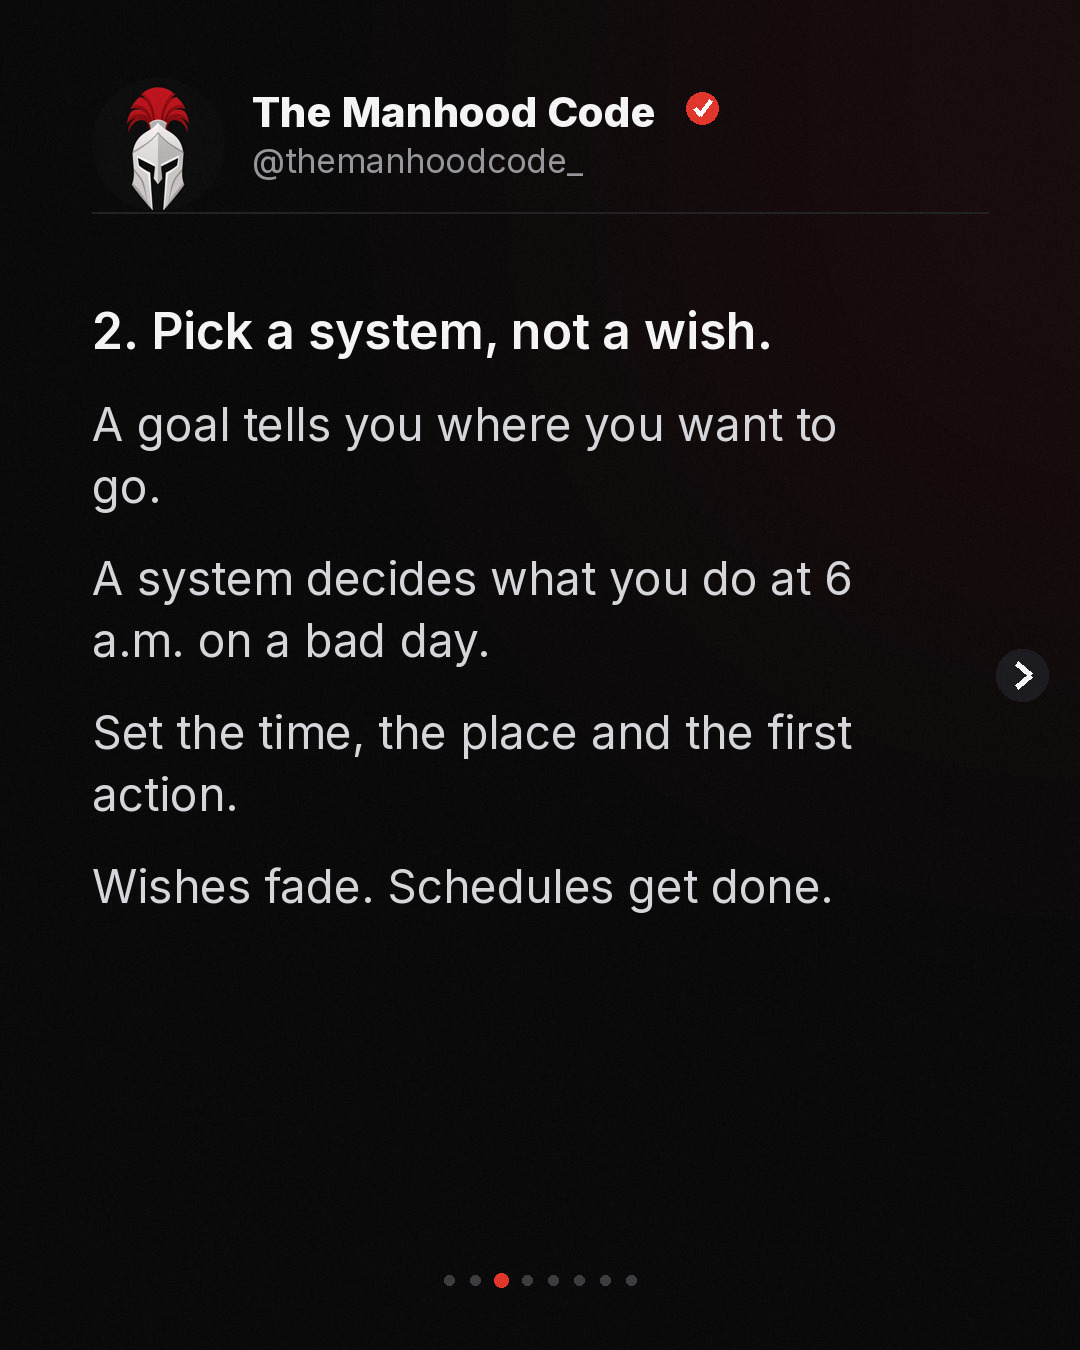 The Manhood Code
@themanhoodcode_
2. Pick a system, not a wish.
A goal tells you where you want to
go.
A system decides what you do at 6
a.m. on a bad day.
Set the time, the place and the first
action.
Wishes fade. Schedules get done.